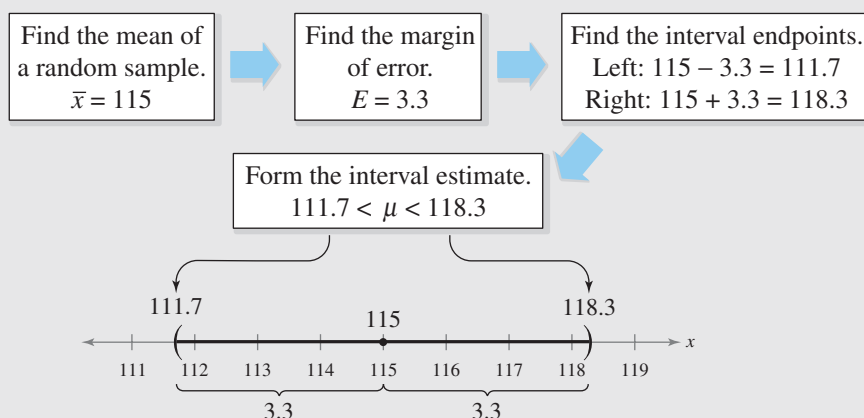 Find the mean of
a random sample.
x̄ = 115
Find the margin
of error.
E = 3.3
Find the interval endpoints.
Left: 115 – 3.3 = 111.7
Right: 115 + 3.3 = 118.3
Form the interval estimate.
111.7 < μ < 118.3
111.7
115
118.3
x
111 112 113 114 115 116 117 118 119
3.3 3.3